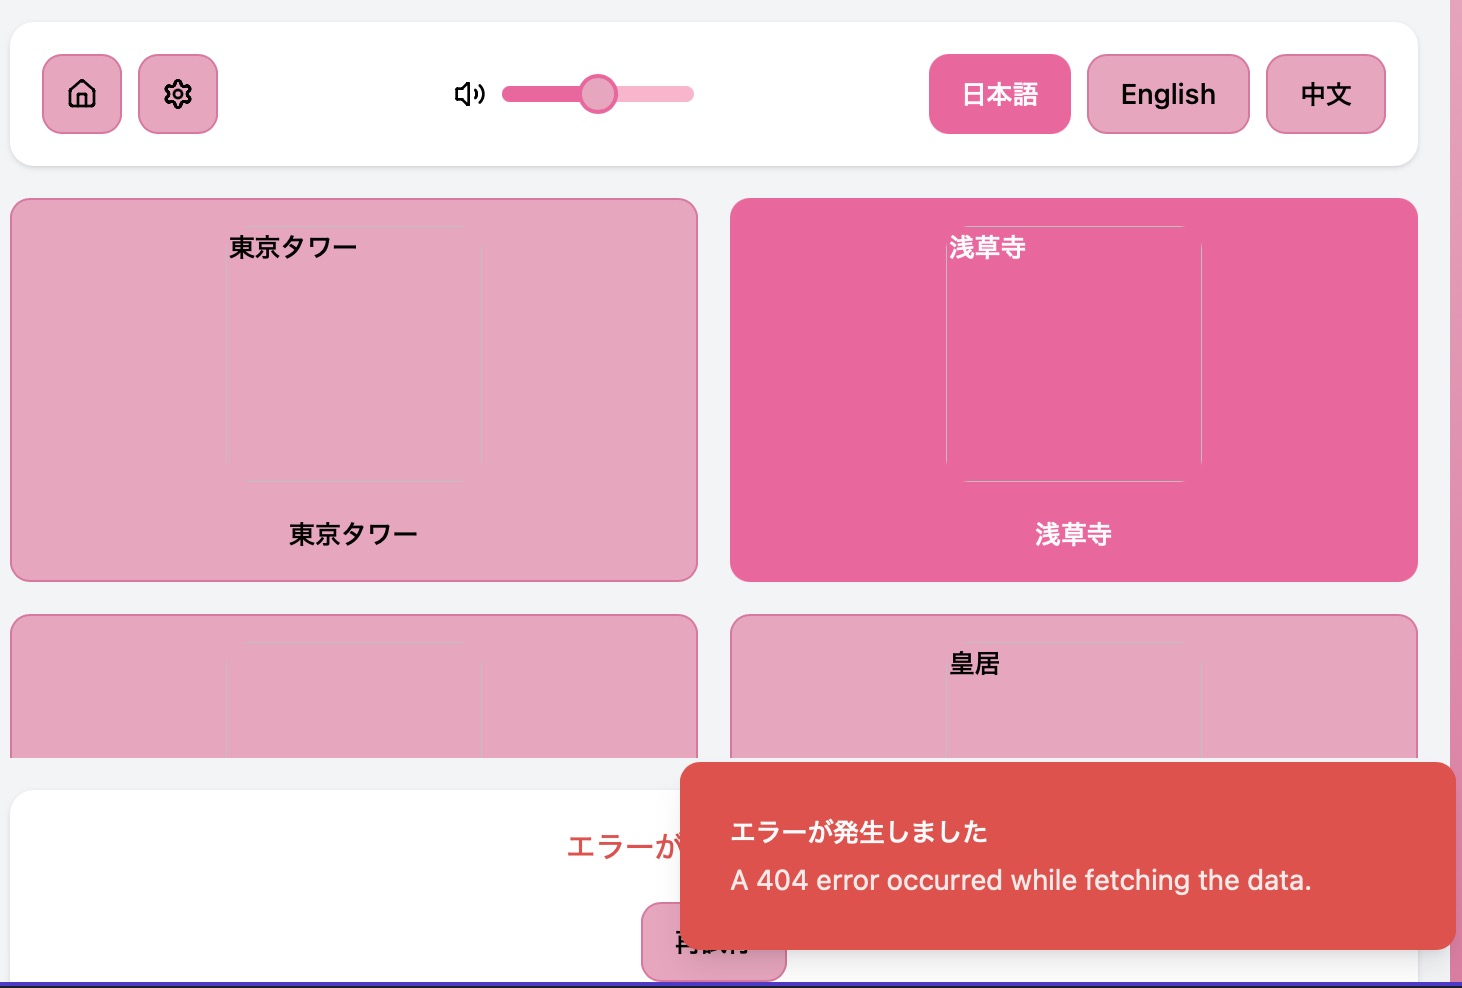 日本語
English
中文
東京タワー
浅草寺
東京タワー
浅草寺
皇居
エラーが
エラーが発生しました
A 404 error occurred while fetching the data.